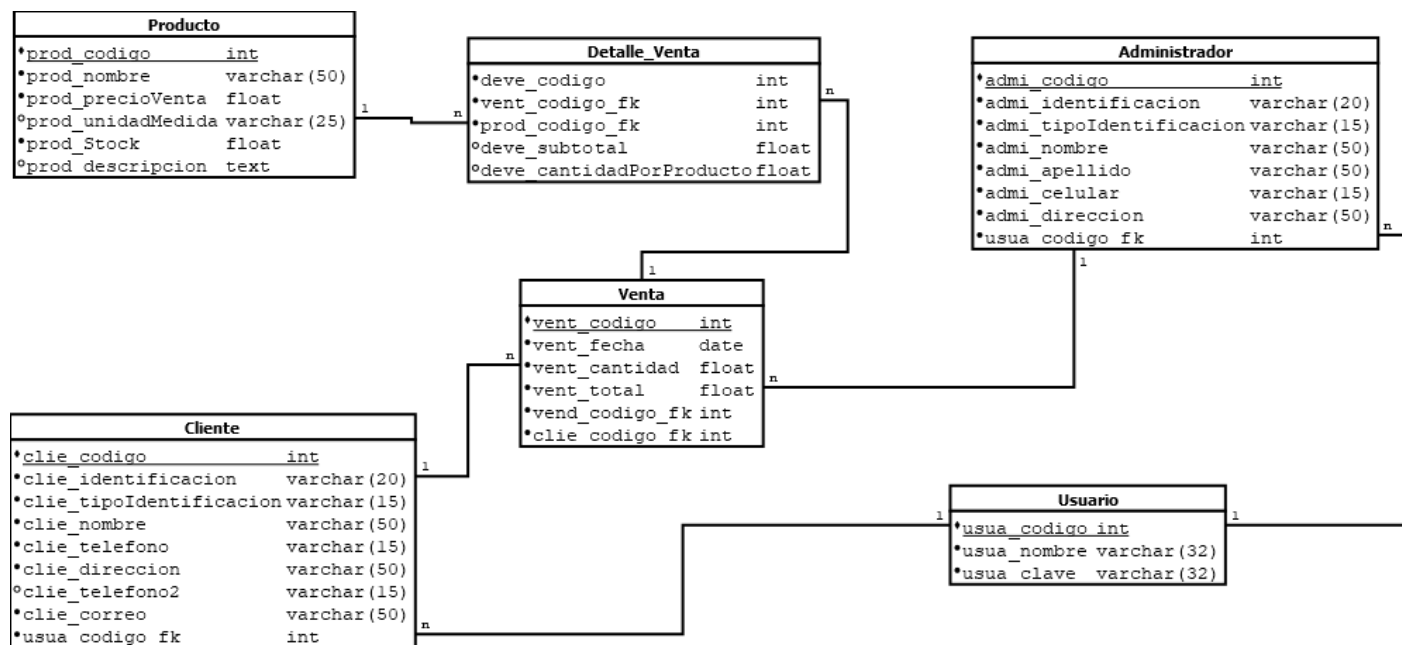 Producto
prod_codigo int
prod_nombre varchar(50)
prod_precioVenta float
prod_unidadMedida varchar(25)
prod_Stock float
prod_descripcion text
1
n
Detalle_Venta
deve_codigo int
vent_codigo_fk int
prod_codigo_fk int
deve_subtotal float
deve_cantidadPorProducto float
n
1
Administrador
admi_codigo int
admi_identificacion varchar(20)
admi_tipoIdentificacion varchar(15)
admi_nombre varchar(50)
admi_apellido varchar(50)
admi_celular varchar(15)
admi_direccion varchar(50)
usua_codigo_fk int
n
1
Venta
vent_codigo int
vent_fecha date
vent_cantidad float
vent_total float
vend_codigo_fk int
clie_codigo_fk int
n
n
Cliente
clie_codigo int
clie_identificacion varchar(20)
clie_tipoIdentificacion varchar(15)
clie_nombre varchar(50)
clie_telefono varchar(15)
clie_direccion varchar(50)
clie_telefono2 varchar(15)
clie_correo varchar(50)
usua_codigo_fk int
1
n
Usuario
usua_codigo int
usua_nombre varchar(32)
usua_clave varchar(32)
1
1